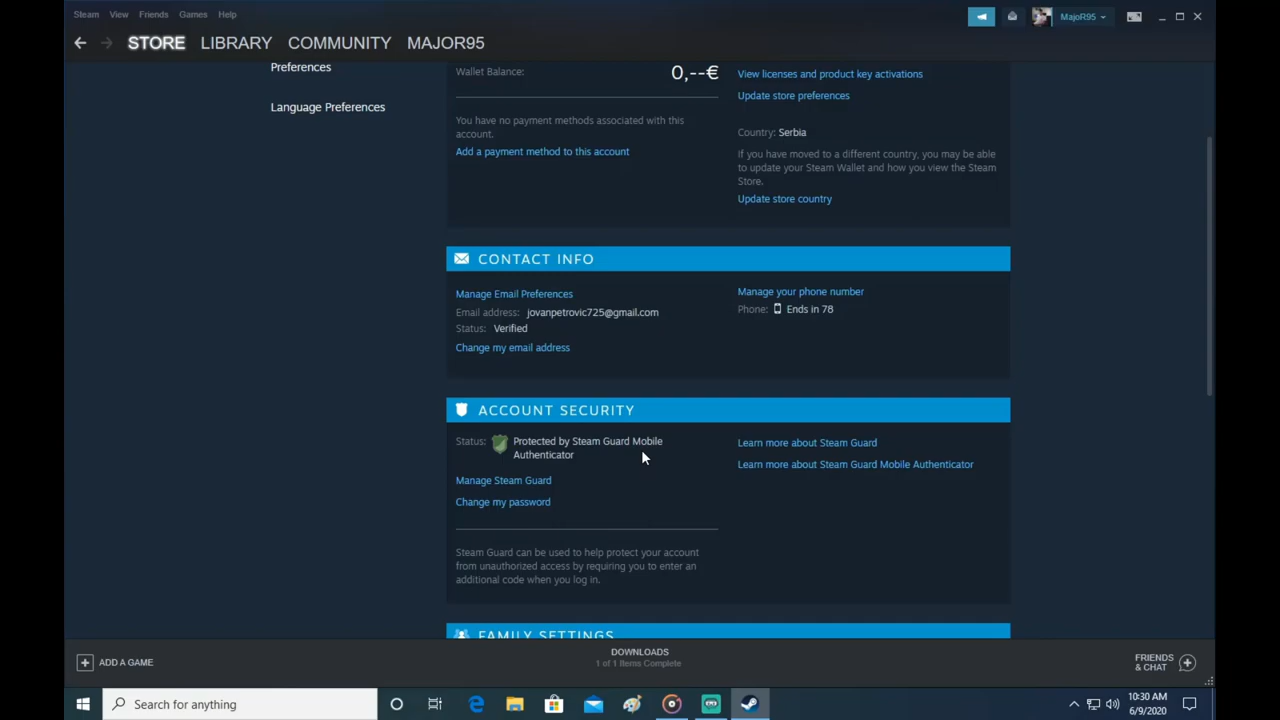 Steam View Friends Games Help
MajoR95
STORE LIBRARY COMMUNITY MAJOR95
Preferences
Language Preferences
Wallet Balance: 0,--€
You have no payment methods associated with this
account.
Add a payment method to this account
View licenses and product key activations
Update store preferences
Country: Serbia
If you have moved to a different country, you may be able
to update your Steam Wallet and how you view the Steam
Store.
Update store country
CONTACT INFO
Manage Email Preferences
Email address: jovanpetrovic725@gmail.com
Status: Verified
Change my email address
Manage your phone number
Phone: Ends in 78
ACCOUNT SECURITY
Status: Protected by Steam Guard Mobile
Authenticator
Manage Steam Guard
Change my password
Learn more about Steam Guard
Learn more about Steam Guard Mobile Authenticator
Steam Guard can be used to help protect your account
from unauthorized access by requiring you to enter an
additional code when you log in.
FAMILY SETTINGS
ADD A GAME
DOWNLOADS
1 of 1 Items Complete
FRIENDS
& CHAT
Search for anything
10:30 AM
6/9/2020